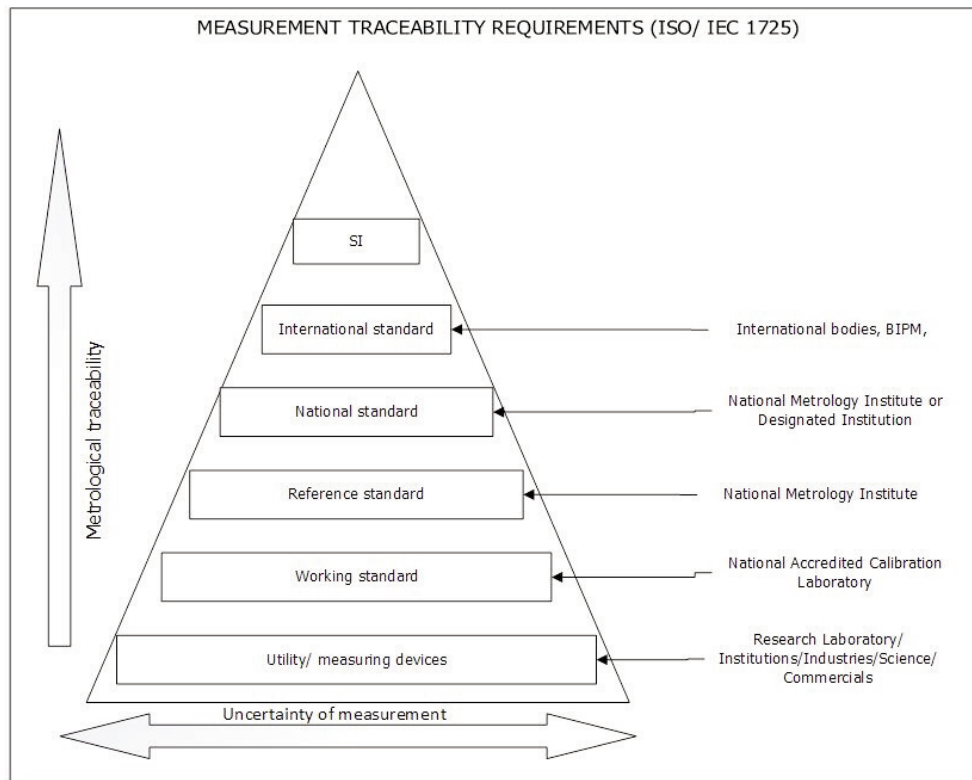 MEASUREMENT TRACEABILITY REQUIREMENTS (ISO/ IEC 1725)
SI
International standard
International bodies, BIPM,
National standard
National Metrology Institute or
Designated Institution
Reference standard
National Metrology Institute
Metrological traceability
Working standard
National Accredited Calibration
Laboratory
Utility/ measuring devices
Research Laboratory/
Institutions/Industries/Science/
Commercials
Uncertainty of measurement